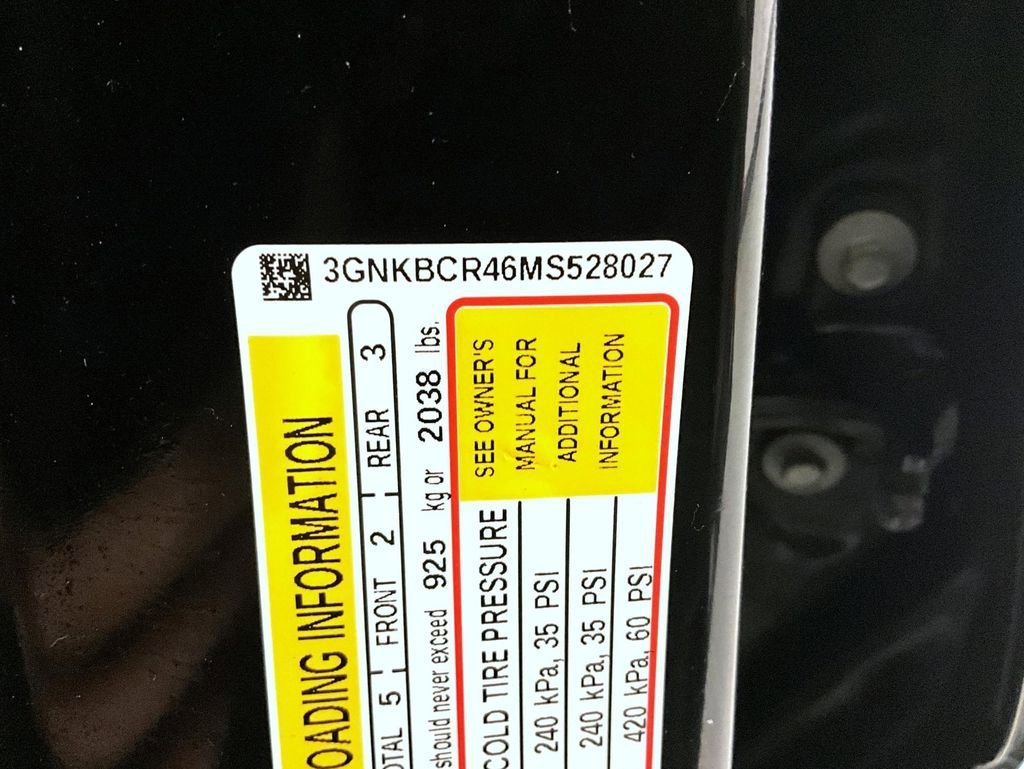 3GNKBCR46MS528027
OADING INFORMATION
OTAL 5 FRONT 2 REAR 3
should never exceed 925 kg or 2038 lbs.
COLD TIRE PRESSURE
240 kPa, 35 PSI
240 kPa, 35 PSI
420 kPa, 60 PSI
SEE OWNER'S
MANUAL FOR
ADDITIONAL
INFORMATION